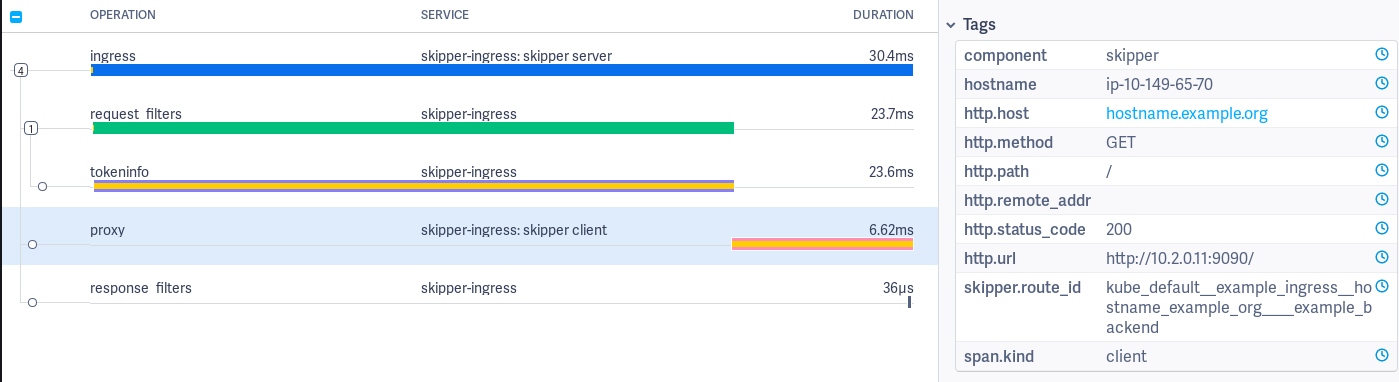 OPERATION SERVICE DURATION
ingress skipper-ingress: skipper server 30.4ms
4
request_filters skipper-ingress 23.7ms
1
tokeninfo skipper-ingress 23.6ms
proxy skipper-ingress: skipper client 6.62ms
response_filters skipper-ingress 36μs
Tags
component skipper
hostname ip-10-149-65-70
http.host hostname.example.org
http.method GET
http.path /
http.remote_addr
http.status_code 200
http.url http://10.2.0.11:9090/
skipper.route_id kube_default__example_ingress__ho
stname_example_org____example_b
ackend
span.kind client